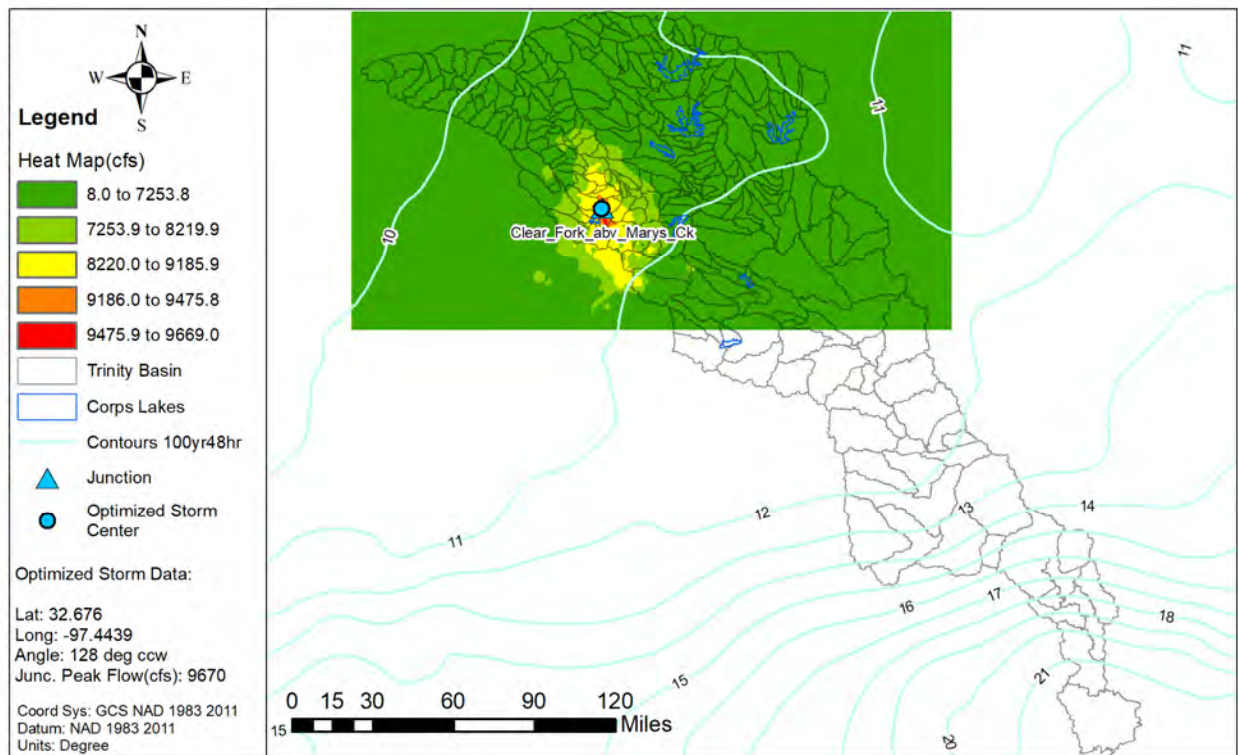 N
W E
S
Legend
Heat Map(cfs)
8.0 to 7253.8
7253.9 to 8219.9
8220.0 to 9185.9
9186.0 to 9475.8
9475.9 to 9669.0
Trinity Basin
Corps Lakes
Contours 100yr48hr
Junction
Optimized Storm
Center
Optimized Storm Data:
Lat: 32.676
Long: -97.4439
Angle: 128 deg ccw
Junc. Peak Flow(cfs): 9670
Coord Sys: GCS NAD 1983 2011
Datum: NAD 1983 2011
Units: Degree
11
11
10
Clear_Fork_abv_Marys_Ck
11
12
13
14
16
17
18
15
21
20
15
0 15 30 60 90 120
Miles